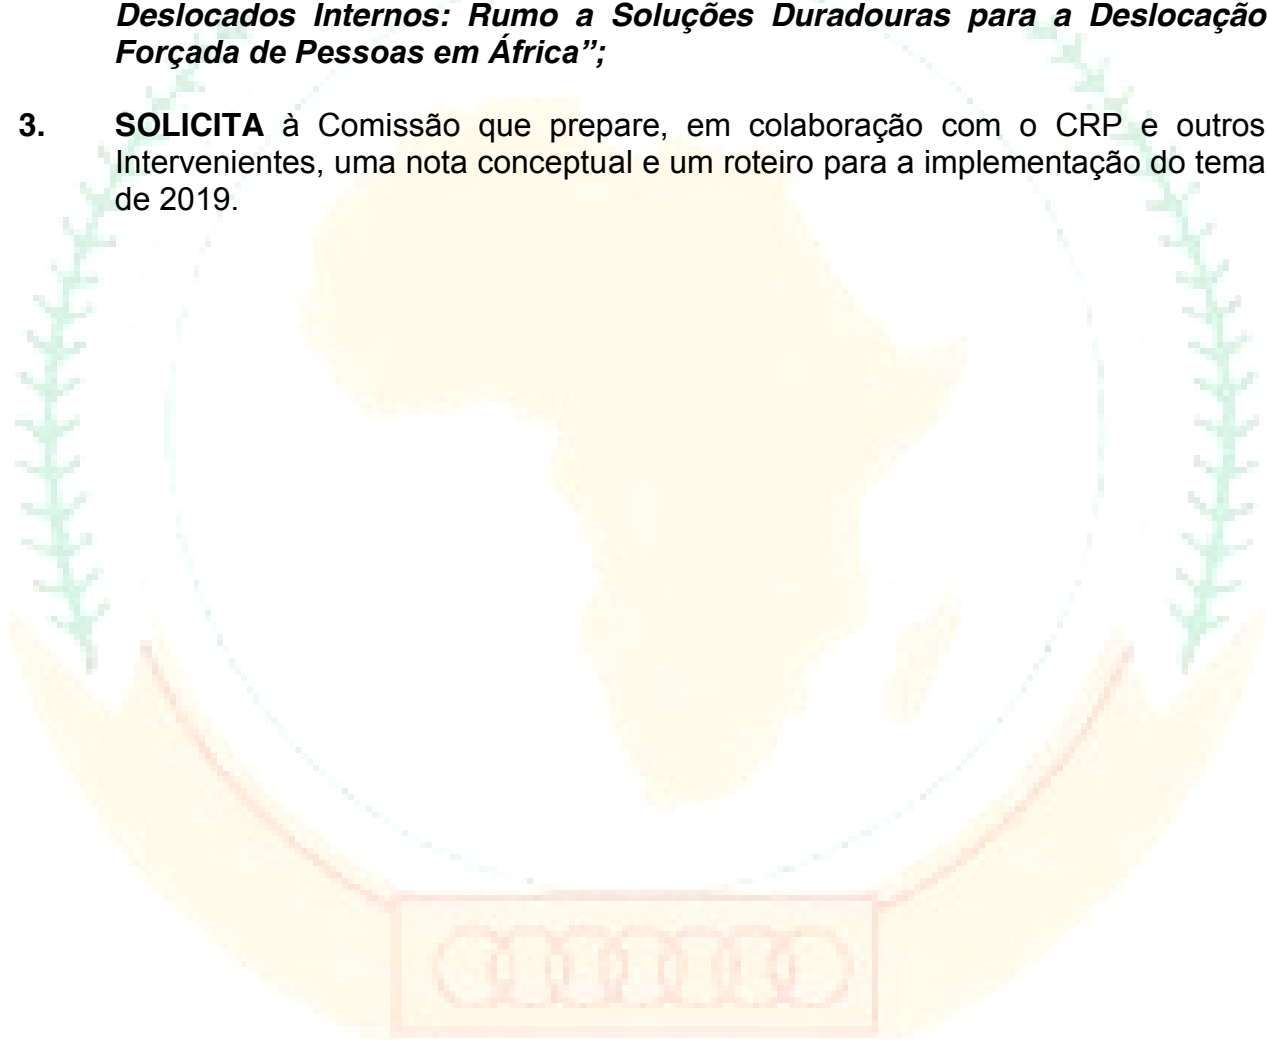 Deslocados Internos: Rumo a Soluções Duradouras para a Deslocação
Forçada de Pessoas em África”;
3. SOLICITA à Comissão que prepare, em colaboração com o CRP e outros
Intervenientes, uma nota conceptual e um roteiro para a implementação do tema
de 2019.